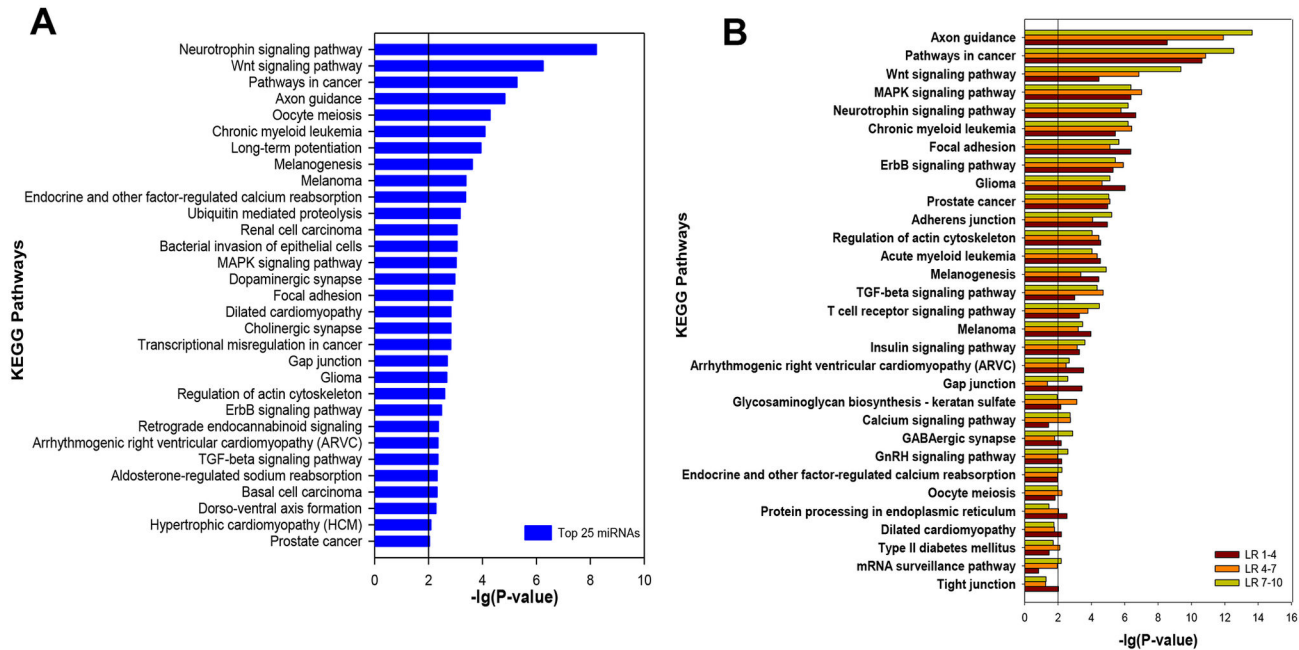 A
KEGG Pathways
Neurotrophin signaling pathway
Wnt signaling pathway
Pathways in cancer
Axon guidance
Oocyte meiosis
Chronic myeloid leukemia
Long-term potentiation
Melanogenesis
Melanoma
Endocrine and other factor-regulated calcium reabsorption
Ubiquitin mediated proteolysis
Renal cell carcinoma
Bacterial invasion of epithelial cells
MAPK signaling pathway
Dopaminergic synapse
Focal adhesion
Dilated cardiomyopathy
Cholinergic synapse
Transcriptional misregulation in cancer
Gap junction
Glioma
Regulation of actin cytoskeleton
ErbB signaling pathway
Retrograde endocannabinoid signaling
Arrhythmogenic right ventricular cardiomyopathy (ARVC)
TGF-beta signaling pathway
Aldosterone-regulated sodium reabsorption
Basal cell carcinoma
Dorso-ventral axis formation
Hypertrophic cardiomyopathy (HCM)
Prostate cancer
Top 25 miRNAs
0 2 4 6 8 10
-lg(P-value)
B
KEGG Pathways
Axon guidance
Pathways in cancer
Wnt signaling pathway
MAPK signaling pathway
Neurotrophin signaling pathway
Chronic myeloid leukemia
Focal adhesion
ErbB signaling pathway
Glioma
Prostate cancer
Adherens junction
Regulation of actin cytoskeleton
Acute myeloid leukemia
Melanogenesis
TGF-beta signaling pathway
T cell receptor signaling pathway
Melanoma
Insulin signaling pathway
Arrhythmogenic right ventricular cardiomyopathy (ARVC)
Gap junction
Glycosaminoglycan biosynthesis - keratan sulfate
Calcium signaling pathway
GABAergic synapse
GnRH signaling pathway
Endocrine and other factor-regulated calcium reabsorption
Oocyte meiosis
Protein processing in endoplasmic reticulum
Dilated cardiomyopathy
Type II diabetes mellitus
mRNA surveillance pathway
Tight junction
LR 1-4
LR 4-7
LR 7-10
0 2 4 6 8 10 12 14 16
-lg(P-value)